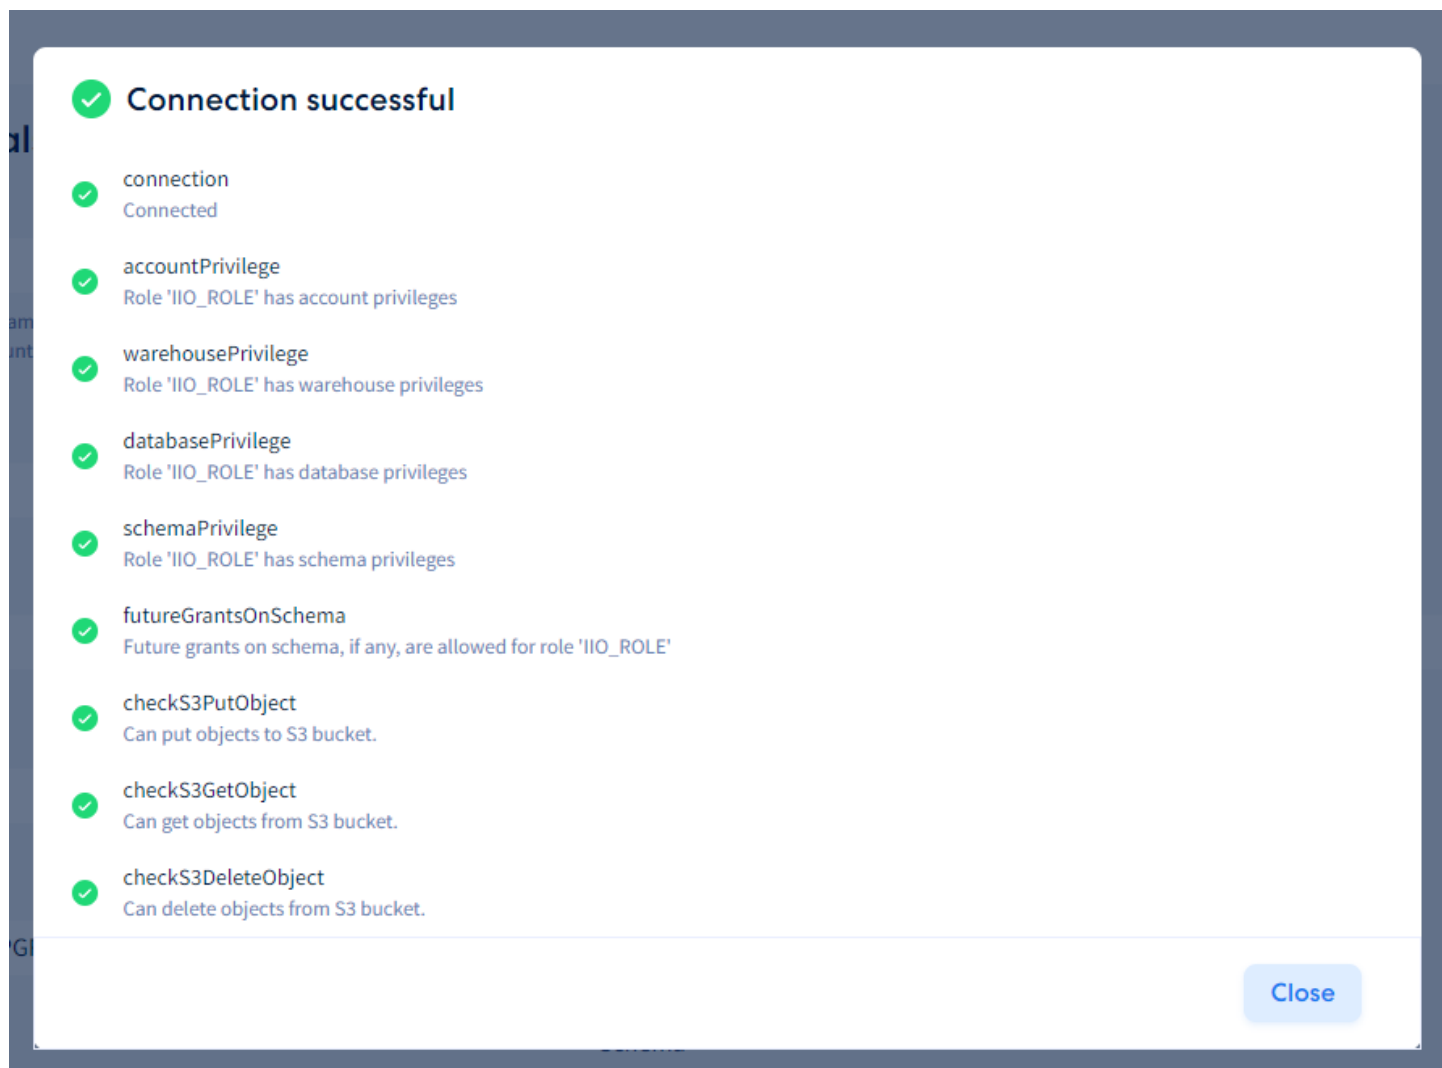 Connection successful
connection
Connected
accountPrivilege
Role 'IIO_ROLE' has account privileges
warehousePrivilege
Role 'IIO_ROLE' has warehouse privileges
databasePrivilege
Role 'IIO_ROLE' has database privileges
schemaPrivilege
Role 'IIO_ROLE' has schema privileges
futureGrantsOnSchema
Future grants on schema, if any, are allowed for role 'IIO_ROLE'
checkS3PutObject
Can put objects to S3 bucket.
checkS3GetObject
Can get objects from S3 bucket.
checkS3DeleteObject
Can delete objects from S3 bucket.
Close